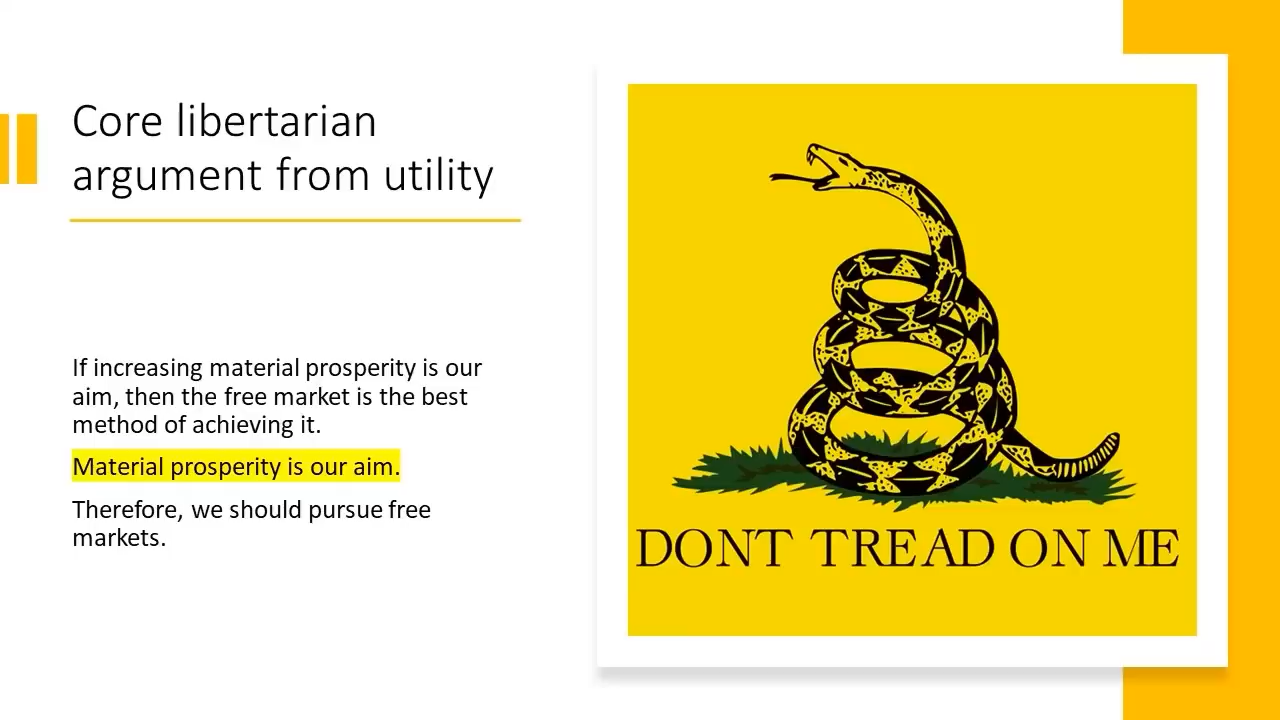 Core libertarian
argument from utility
If increasing material prosperity is our
aim, then the free market is the best
method of achieving it.
Material prosperity is our aim.
Therefore, we should pursue free
markets.
DONT TREAD ON ME